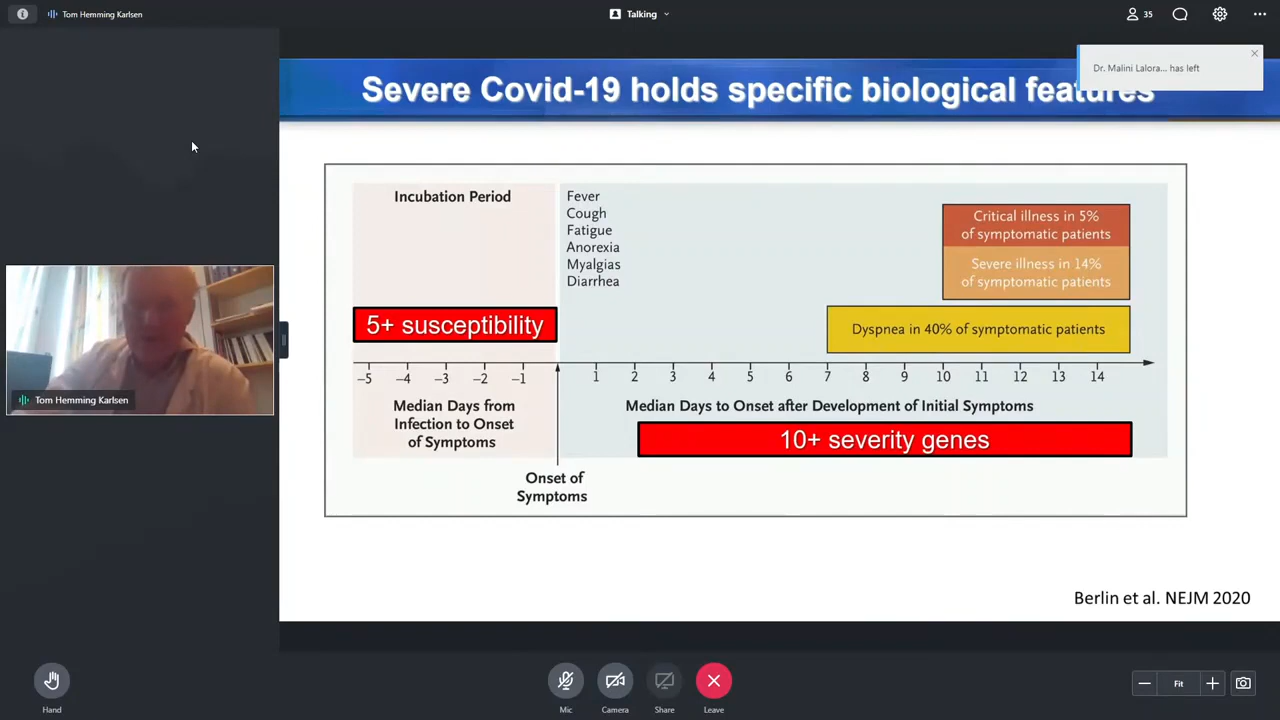 Tom Hemming Karlsen
Talking
35
Dr. Malini Lalora... has left
Severe Covid-19 holds specific biological features
Incubation Period
Fever
Cough
Fatigue
Anorexia
Myalgias
Diarrhea
Critical illness in 5%
of symptomatic patients
Severe illness in 14%
of symptomatic patients
5+ susceptibility
Dyspnea in 40% of symptomatic patients
–5 –4 –3 –2 –1 1 2 3 4 5 6 7 8 9 10 11 12 13 14
Median Days from
Infection to Onset
of Symptoms
Median Days to Onset after Development of Initial Symptoms
10+ severity genes
Onset of
Symptoms
Tom Hemming Karlsen
Berlin et al. NEJM 2020
Hand
Mic
Camera
Share
Leave
Fit